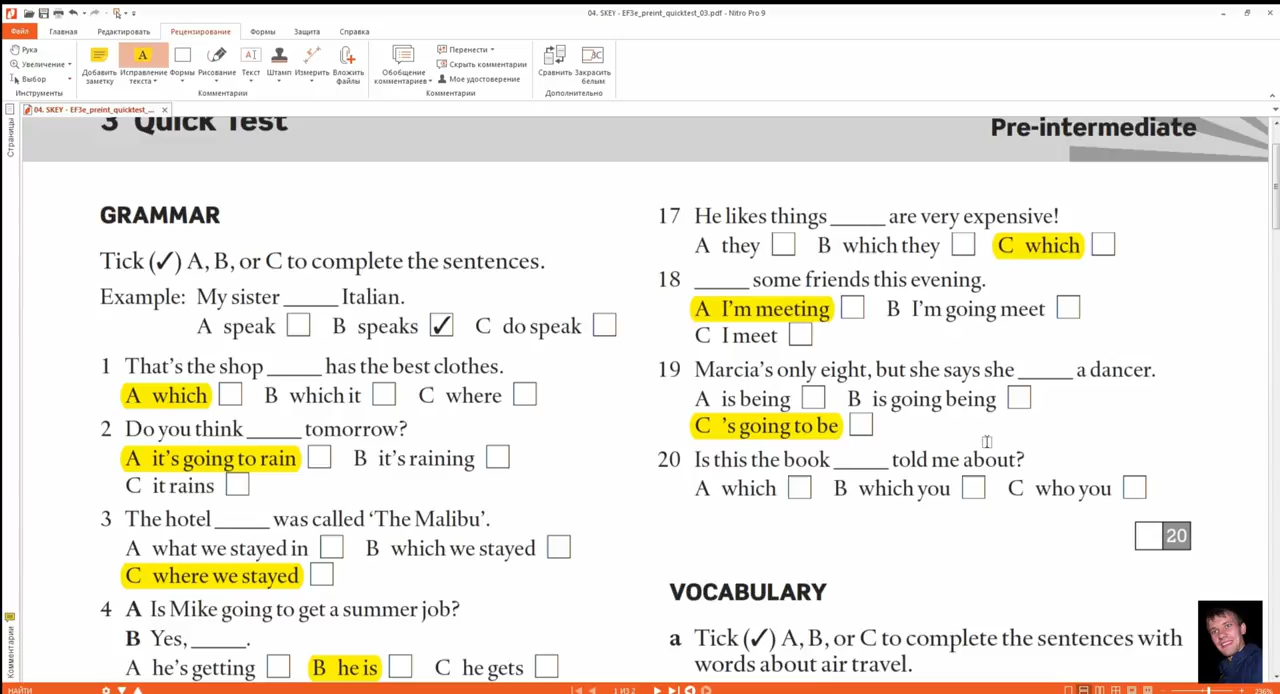 04. SKEY - EF3e_preint_quicktest_03.pdf - Nitro Pro 9
Файл Главная Редактировать Рецензирование Формы Защита Справка
Рука
Увеличение
Выбор
Инструменты
Добавить заметку
Исправление текста
Формы
Рисование
Текст
Штамп
Измерить
Вложить файлы
Комментарии
Обобщение комментариев
Перенести
Скрыть комментарии
Мое удостоверение
Комментарии
Сравнить
Закрасить белым
Дополнительно
04. SKEY - EF3e_preint_quicktest_...
Страницы
3 Quick Test
Pre-intermediate
GRAMMAR
Tick (✓) A, B, or C to complete the sentences.
Example: My sister _____ Italian.
A speak B speaks ✓ C do speak
1 That's the shop _____ has the best clothes.
A which B which it C where
2 Do you think _____ tomorrow?
A it's going to rain B it's raining
C it rains
3 The hotel _____ was called 'The Malibu'.
A what we stayed in B which we stayed
C where we stayed
4 A Is Mike going to get a summer job?
B Yes, _____.
A he's getting B he is C he gets
17 He likes things _____ are very expensive!
A they B which they C which
18 _____ some friends this evening.
A I'm meeting B I'm going meet
C I meet
19 Marcia's only eight, but she says she _____ a dancer.
A is being B is going being
C 's going to be
20 Is this the book _____ told me about?
A which B which you C who you
20
VOCABULARY
a Tick (✓) A, B, or C to complete the sentences with
words about air travel.
Комментарии
НАЙТИ
1 ИЗ 2
236%